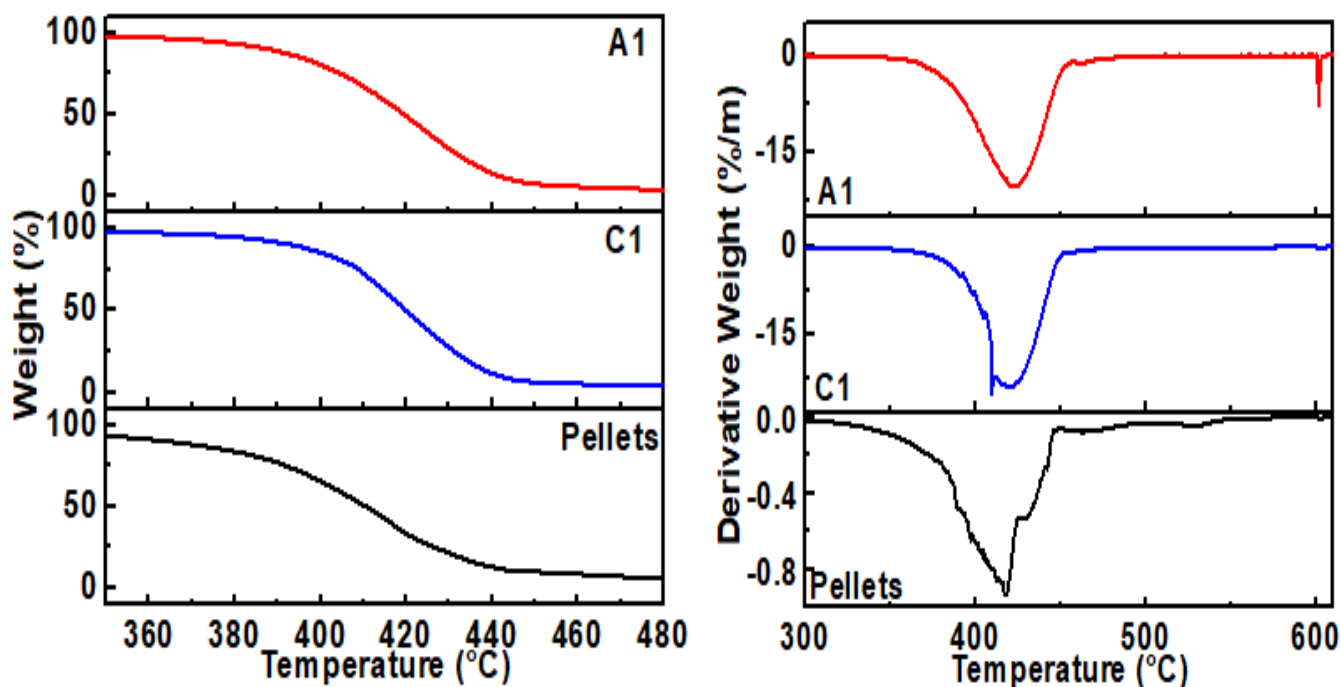 Weight (%)
100
50
0
A1
100
50
0
C1
100
50
0
Pellets
360 380 400 420 440 460 480
Temperature (°C)
Derivative Weight (%/m)
0
-15
A1
0
-15
C1
0.0
-0.4
-0.8
Pellets
300 400 500 600
Temperature (°C)